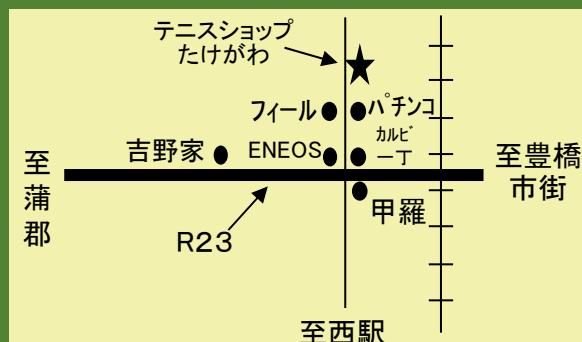 テニスショップ
たけがわ
フィール
パチンコ
カルビ
一丁
吉野家
ENEOS
至蒲郡
至豊橋
市街
甲羅
R23
至西駅